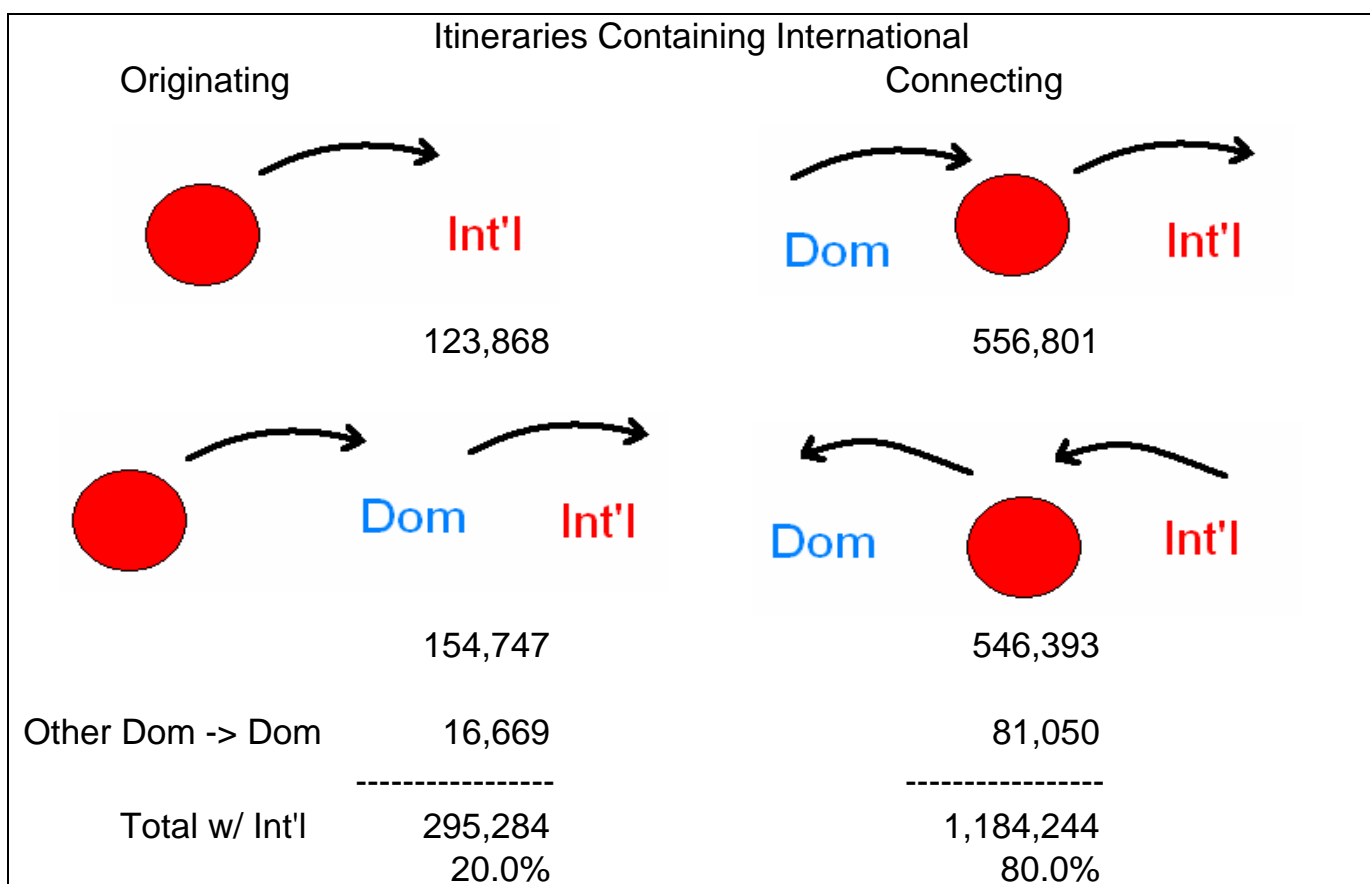 Itineraries Containing International
Originating Connecting
Int'l Dom Int'l
123,868 556,801
Dom Int'l Dom Int'l
154,747 546,393
Other Dom -> Dom 16,669 81,050
----------------- -----------------
Total w/ Int'l 295,284 1,184,244
20.0% 80.0%